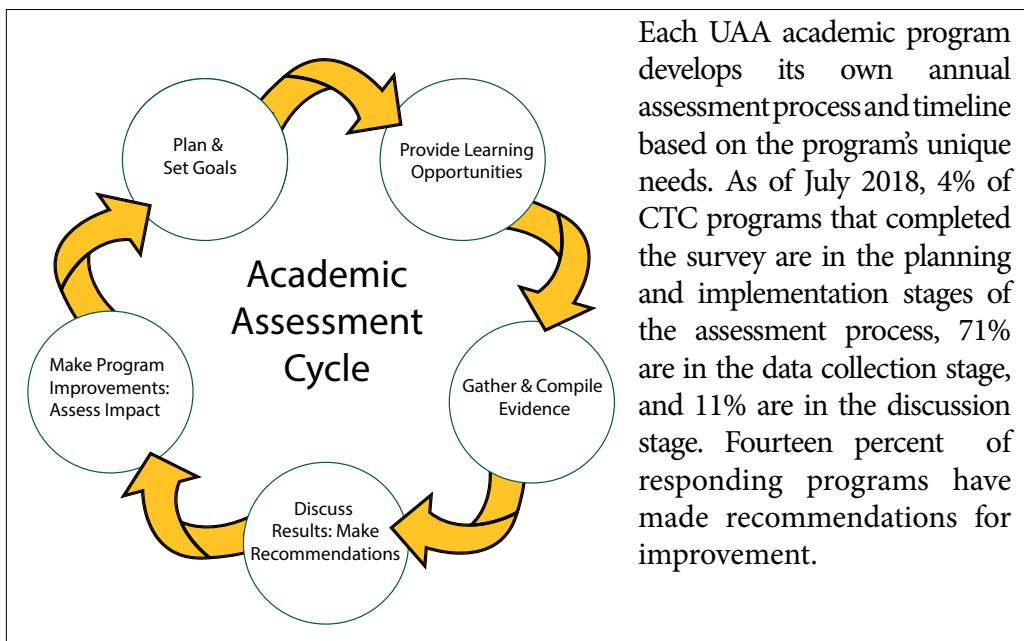 Plan &
Set Goals
Provide Learning
Opportunities
Gather & Compile
Evidence
Discuss
Results: Make
Recommendations
Make Program
Improvements:
Assess Impact
Academic
Assessment
Cycle
Each UAA academic program
develops its own annual
assessment process and timeline
based on the program's unique
needs. As of July 2018, 4% of
CTC programs that completed
the survey are in the planning
and implementation stages of
the assessment process, 71%
are in the data collection stage,
and 11% are in the discussion
stage. Fourteen percent of
responding programs have
made recommendations for
improvement.